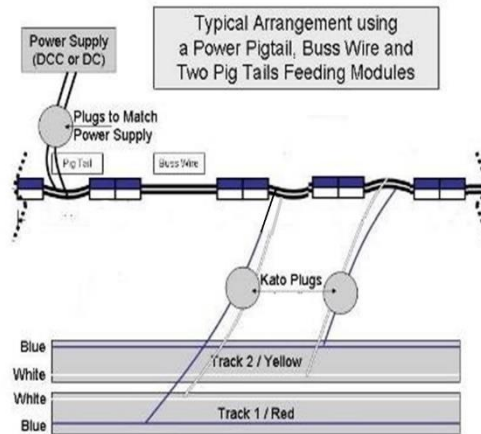 Typical Arrangement using
a Power Pigtail, Buss Wire and
Two Pig Tails Feeding Modules
Power Supply
(DCC or DC)
Plugs to Match
Power Supply
Pig Tail
Buss Wire
Kato Plugs
Blue
Track 2 / Yellow
White
White
Track 1 / Red
Blue